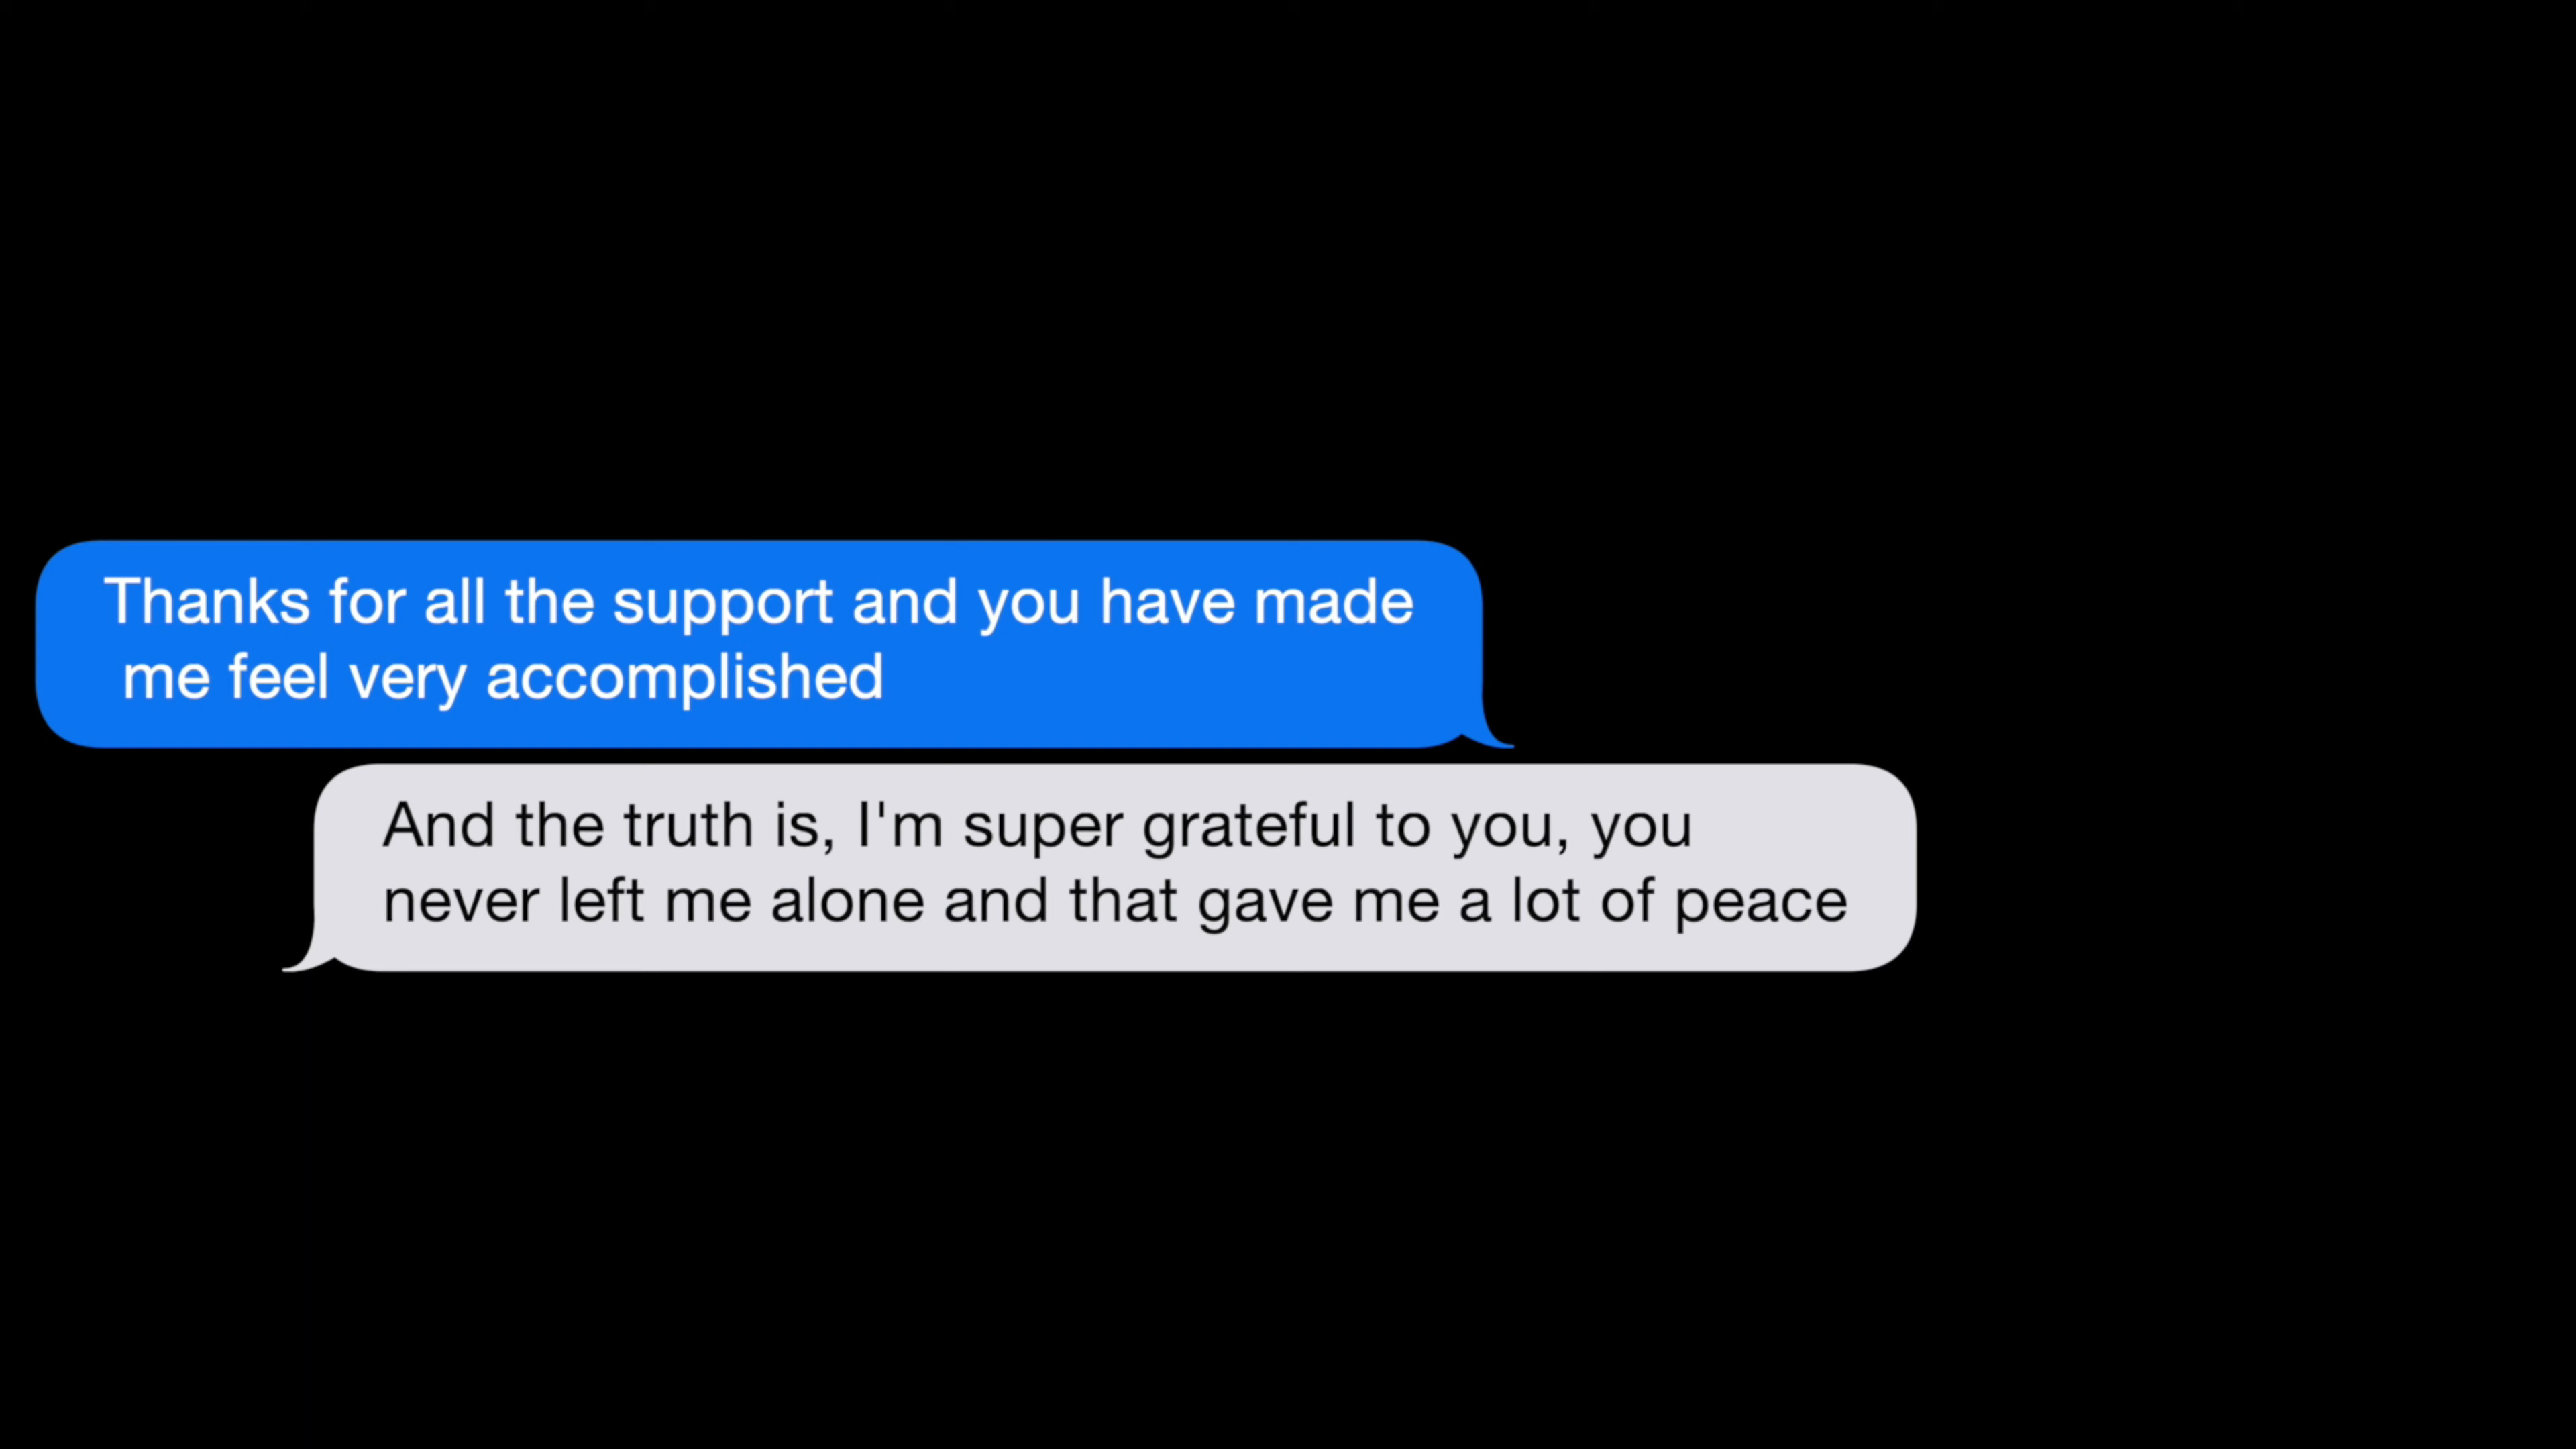 Thanks for all the support and you have made
me feel very accomplished
And the truth is, I'm super grateful to you, you
never left me alone and that gave me a lot of peace